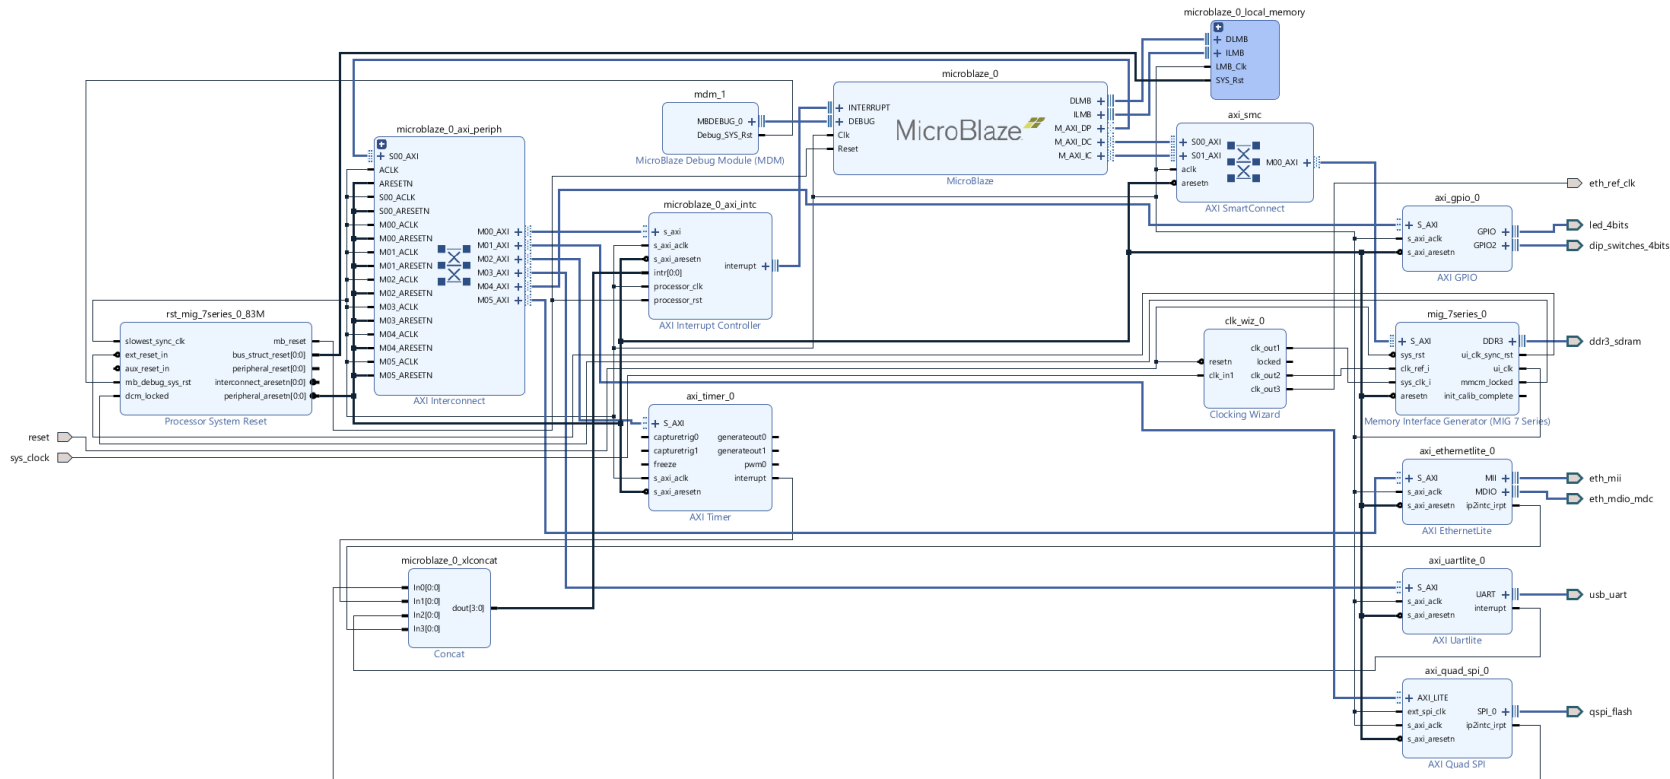 microblaze_0_local_memory
DLMB
ILMB
LMB_Clk
SYS_Rst
microblaze_0
INTERRUPT
DEBUG
Clk
Reset
MicroBlaze
DLMB
ILMB
M_AXI_DP
M_AXI_DC
M_AXI_IC
MicroBlaze
mdm_1
MBDEBUG_0
Debug_SYS_Rst
MicroBlaze Debug Module (MDM)
axi_smc
S00_AXI
S01_AXI
aclk
aresetn
M00_AXI
AXI SmartConnect
microblaze_0_axi_periph
S00_AXI
ACLK
ARESETN
S00_ACLK
S00_ARESETN
M00_ACLK
M00_ARESETN
M01_ACLK
M01_ARESETN
M02_ACLK
M02_ARESETN
M03_ACLK
M03_ARESETN
M04_ACLK
M04_ARESETN
M05_ACLK
M05_ARESETN
M00_AXI
M01_AXI
M02_AXI
M03_AXI
M04_AXI
M05_AXI
AXI Interconnect
microblaze_0_axi_intc
s_axi
s_axi_aclk
s_axi_aresetn
intr[0:0]
processor_clk
processor_rst
interrupt
AXI Interrupt Controller
eth_ref_clk
axi_gpio_0
S_AXI
s_axi_aclk
s_axi_aresetn
GPIO
GPIO2
AXI GPIO
led_4bits
dip_switches_4bits
rst_mig_7series_0_83M
slowest_sync_clk
ext_reset_in
aux_reset_in
mb_debug_sys_rst
dcm_locked
mb_reset
bus_struct_reset[0:0]
peripheral_reset[0:0]
interconnect_aresetn[0:0]
peripheral_aresetn[0:0]
Processor System Reset
clk_wiz_0
resetn
clk_in1
clk_out1
locked
clk_out2
clk_out3
Clocking Wizard
mig_7series_0
S_AXI
sys_rst
clk_ref_i
sys_clk_i
aresetn
DDR3
ui_clk_sync_rst
ui_clk
mmcm_locked
init_calib_complete
Memory Interface Generator (MIG 7 Series)
ddr3_sdram
reset
sys_clock
axi_timer_0
S_AXI
capturetrig0
capturetrig1
freeze
s_axi_aclk
s_axi_aresetn
generateout0
generateout1
pwm0
interrupt
AXI Timer
axi_ethernetlite_0
S_AXI
s_axi_aclk
s_axi_aresetn
MII
MDIO
ip2intc_irpt
AXI EthernetLite
eth_mii
eth_mdio_mdc
microblaze_0_xlconcat
In0[0:0]
In1[0:0]
In2[0:0]
In3[0:0]
dout[3:0]
Concat
axi_uartlite_0
S_AXI
s_axi_aclk
s_axi_aresetn
UART
interrupt
AXI Uartlite
usb_uart
axi_quad_spi_0
AXI_LITE
ext_spi_clk
s_axi_aclk
s_axi_aresetn
SPI_0
ip2intc_irpt
AXI Quad SPI
qspi_flash